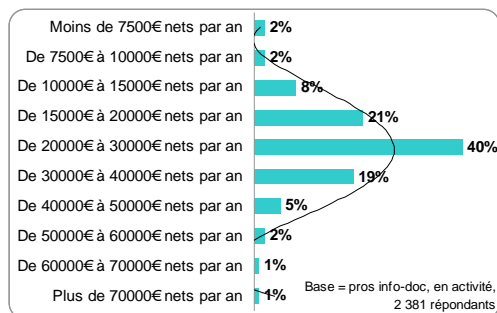 Moins de 7500€ nets par an 2%
De 7500€ à 10000€ nets par an 2%
De 10000€ à 15000€ nets par an 8%
De 15000€ à 20000€ nets par an 21%
De 20000€ à 30000€ nets par an 40%
De 30000€ à 40000€ nets par an 19%
De 40000€ à 50000€ nets par an 5%
De 50000€ à 60000€ nets par an 2%
De 60000€ à 70000€ nets par an 1%
Plus de 70000€ nets par an 1%
Base = pros info-doc, en activité,
2 381 répondants